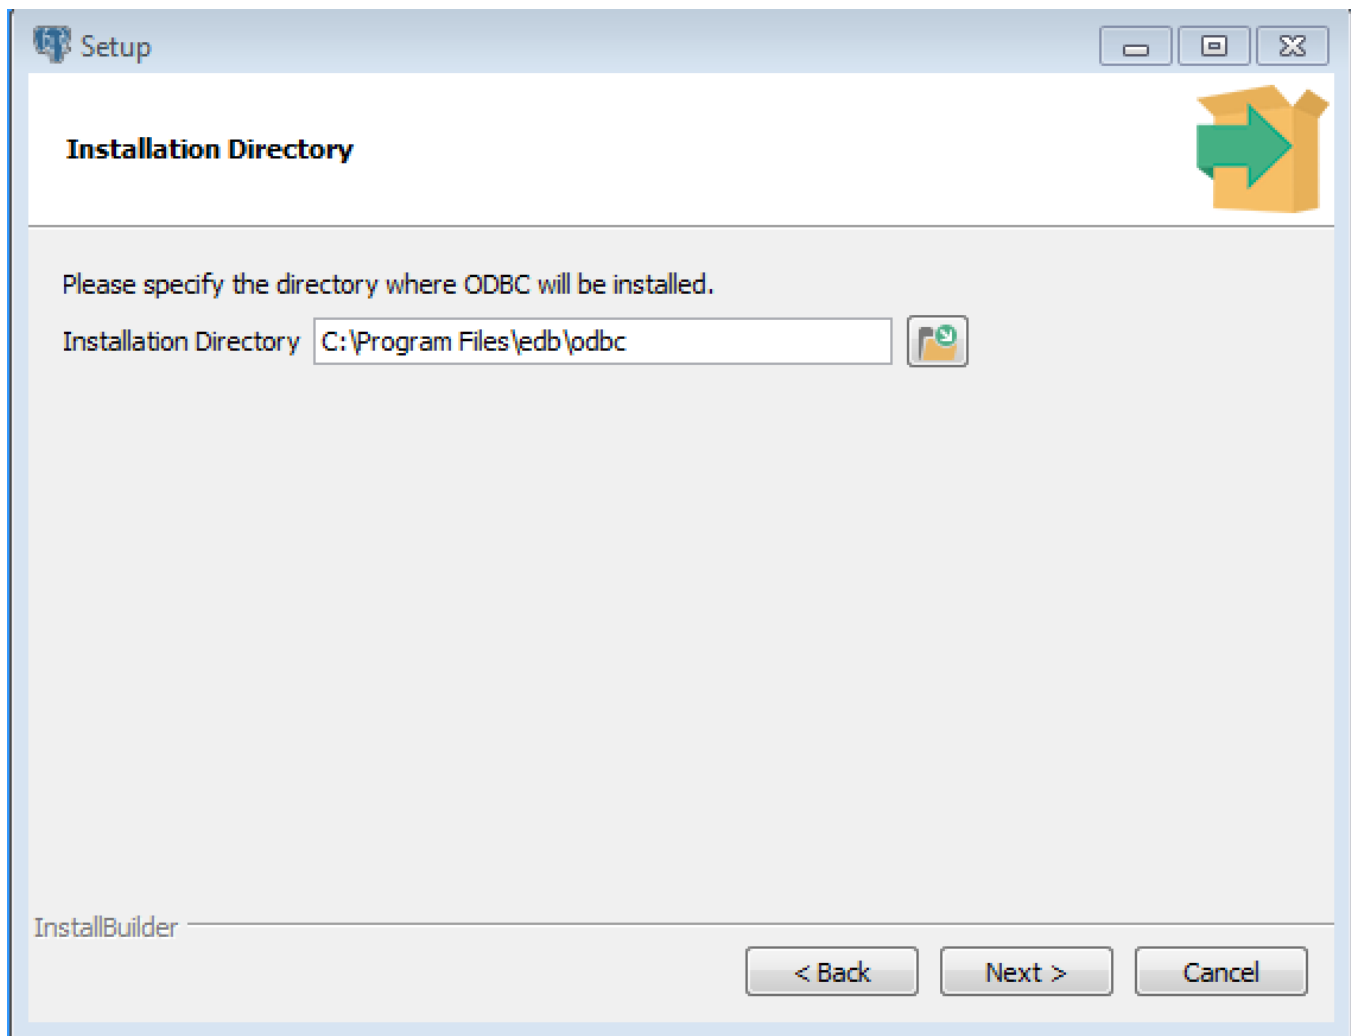 Setup
Installation Directory
Please specify the directory where ODBC will be installed.
Installation Directory C:\Program Files\edb\odbc
InstallBuilder
< Back Next > Cancel